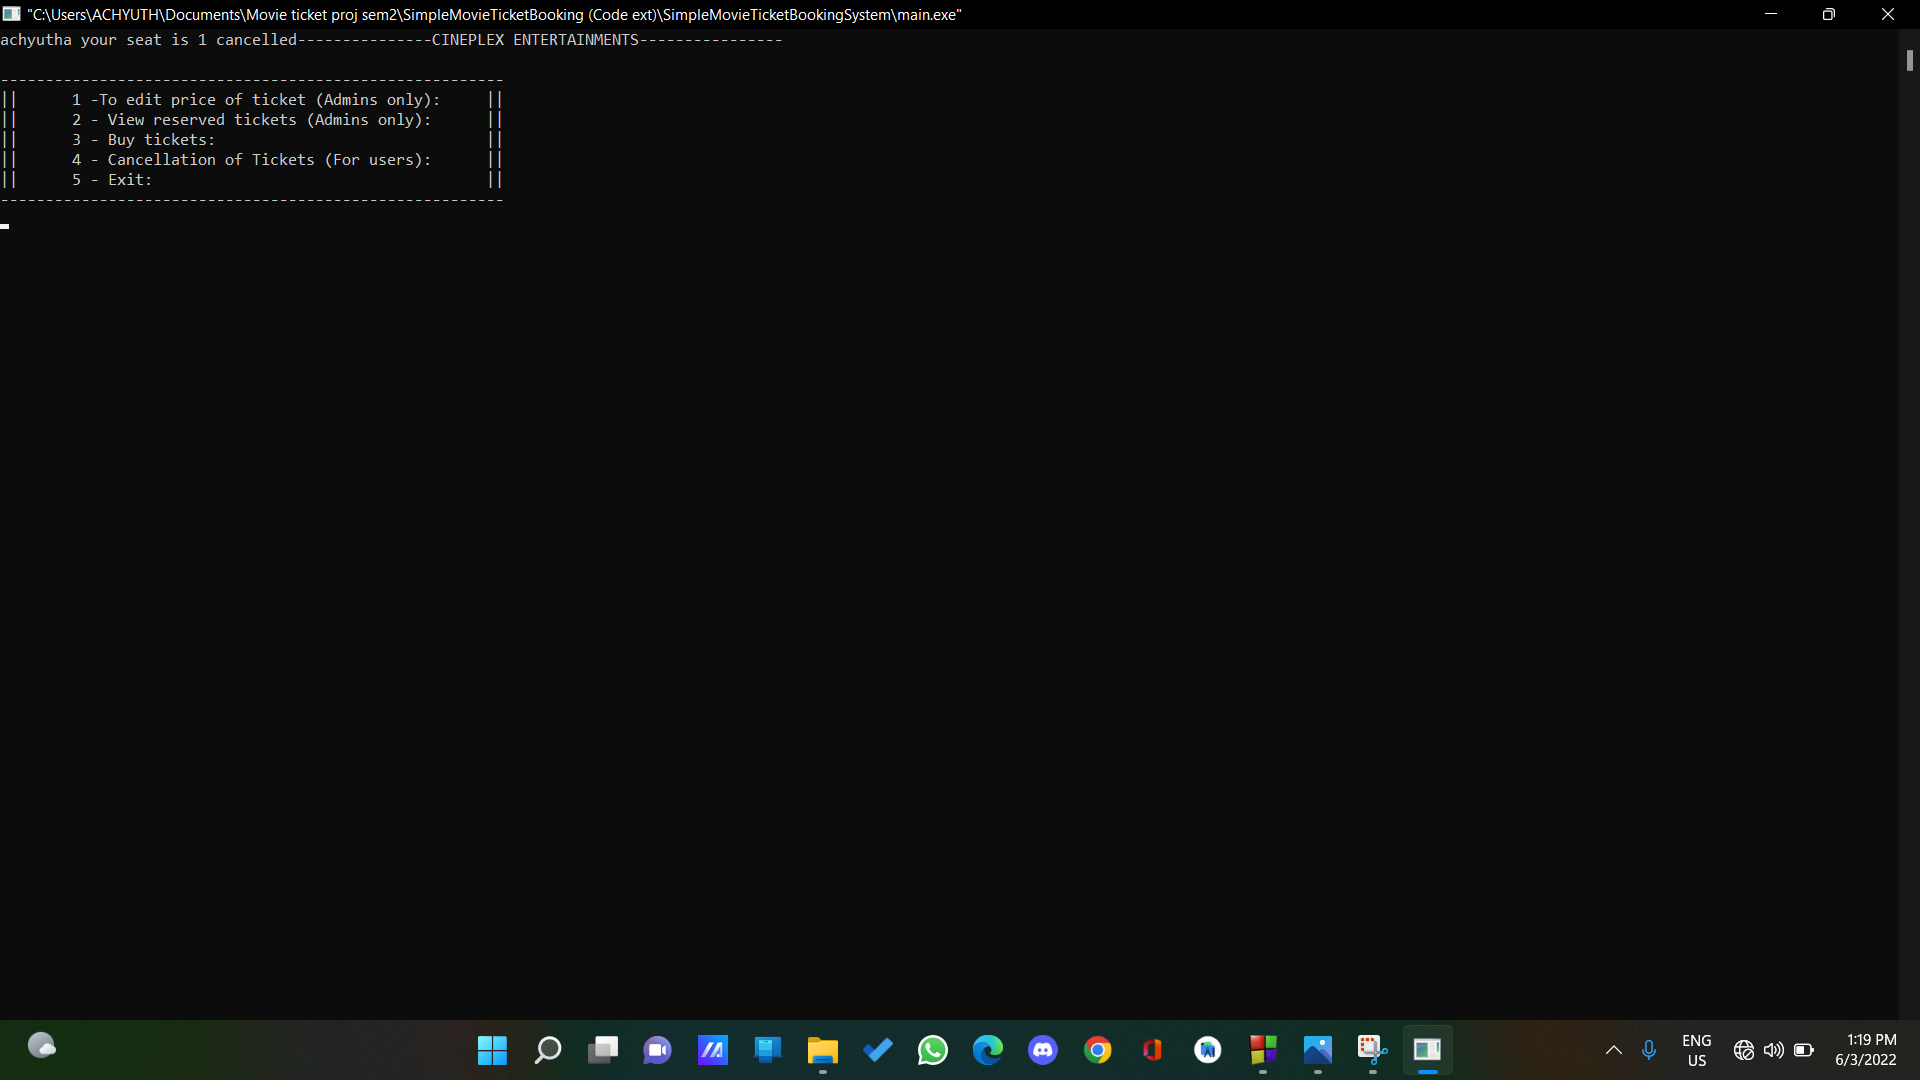 "C:\Users\ACHYUTH\Documents\Movie ticket proj sem2\SimpleMovieTicketBooking (Code ext)\SimpleMovieTicketBookingSystem\main.exe"
achyutha your seat is 1 cancelled---------------CINEPLEX ENTERTAINMENTS----------------
--------------------------------------------------------
||      1 -To edit price of ticket (Admins only):     ||
||      2 - View reserved tickets (Admins only):      ||
||      3 - Buy tickets:                              ||
||      4 - Cancellation of Tickets (For users):      ||
||      5 - Exit:                                     ||
--------------------------------------------------------
ENG
US
1:19 PM
6/3/2022